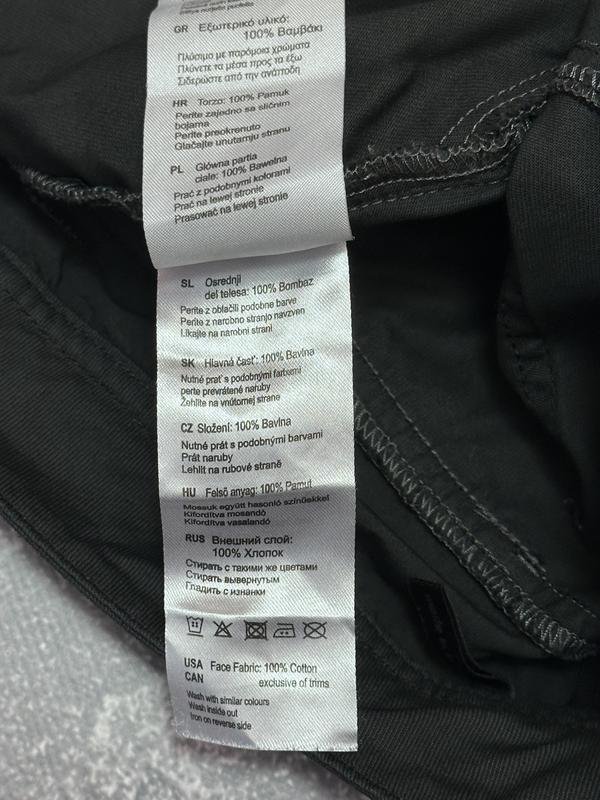 GR Εξωτερικό υλικό:
100% Βαμβάκι
Πλύσιμο με παρόμοια χρώματα
Πλύνετε τα μέσα προς τα έξω
Σιδερώστε από την ανάποδη
HR Torzo: 100% Pamuk
Perite zajedno sa sličnim
bojama
Perite preokrenuto
Glačajte unutarnju stranu
PL Główna partia
ciałe: 100% Bawełna
Prać z podobnymi kolorami
Prać na lewej stronie
Prasować na lewej stronie
SL Osrednji
del telesa: 100% Bombaz
Perite z oblačili podobne barve
Perite z narobno stranjo navzven
Likajte na narobni strani
SK Hlavná časť: 100% Bavlna
Nutné prať s podobnými farbami
perte prevrátené naruby
Žehlite na vnútornej strane
CZ Složení: 100% Bavlna
Nutné prát s podobnými barvami
Prát naruby
Lehlit na rubové straně
HU Felső anyag: 100% Pamut
Mossuk együtt hasonló színűekkel
Kifordítva mosandó
Kifordítva vasalandó
RUS Внешний слой:
100% Хлопок
Стирать с такими же цветами
Стирать вывернутым
Гладить с изнанки
USA Face Fabric: 100% Cotton
CAN exclusive of trims
Wash with similar colours
Wash inside out
Iron on reverse side